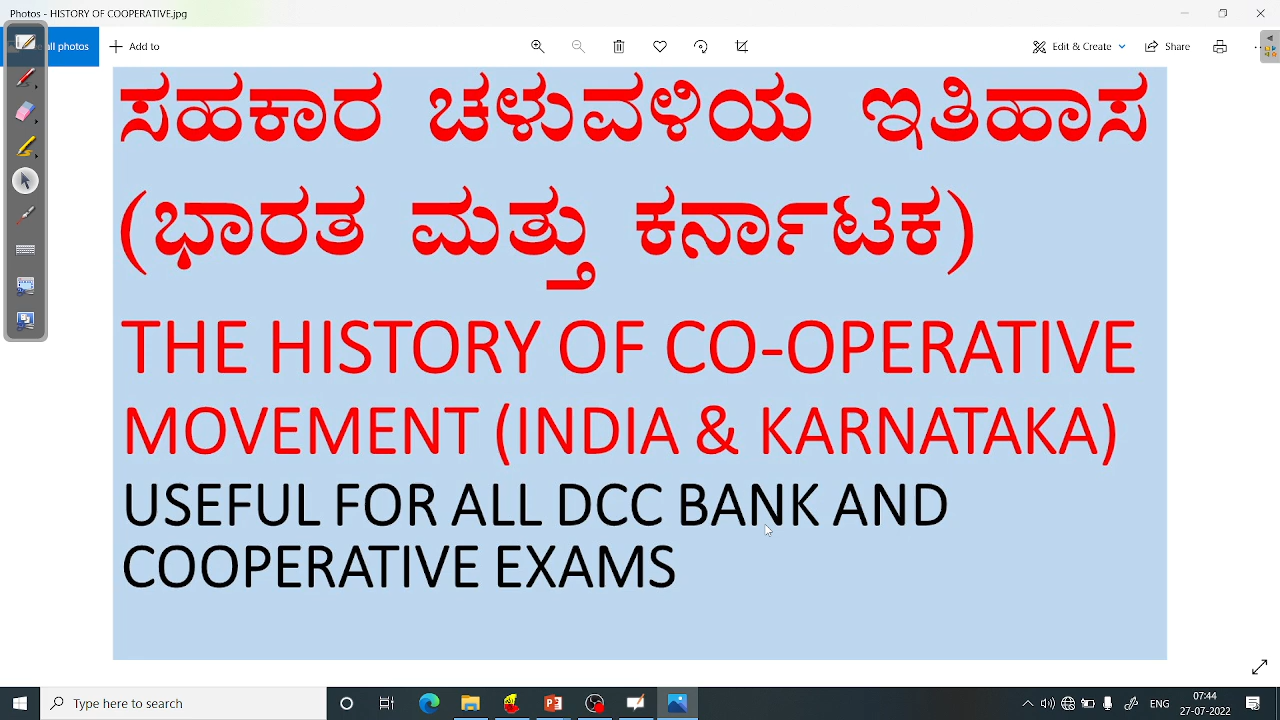 Photos - HISTORY OF COOPERATIVE.jpg
all photos
Add to
Edit & Create
Share
ಸಹಕಾರ ಚಳುವಳಿಯ ಇತಿಹಾಸ
(ಭಾರತ ಮತ್ತು ಕರ್ನಾಟಕ)
THE HISTORY OF CO-OPERATIVE
MOVEMENT (INDIA & KARNATAKA)
USEFUL FOR ALL DCC BANK AND
COOPERATIVE EXAMS
Type here to search
ENG
07:44
27-07-2022